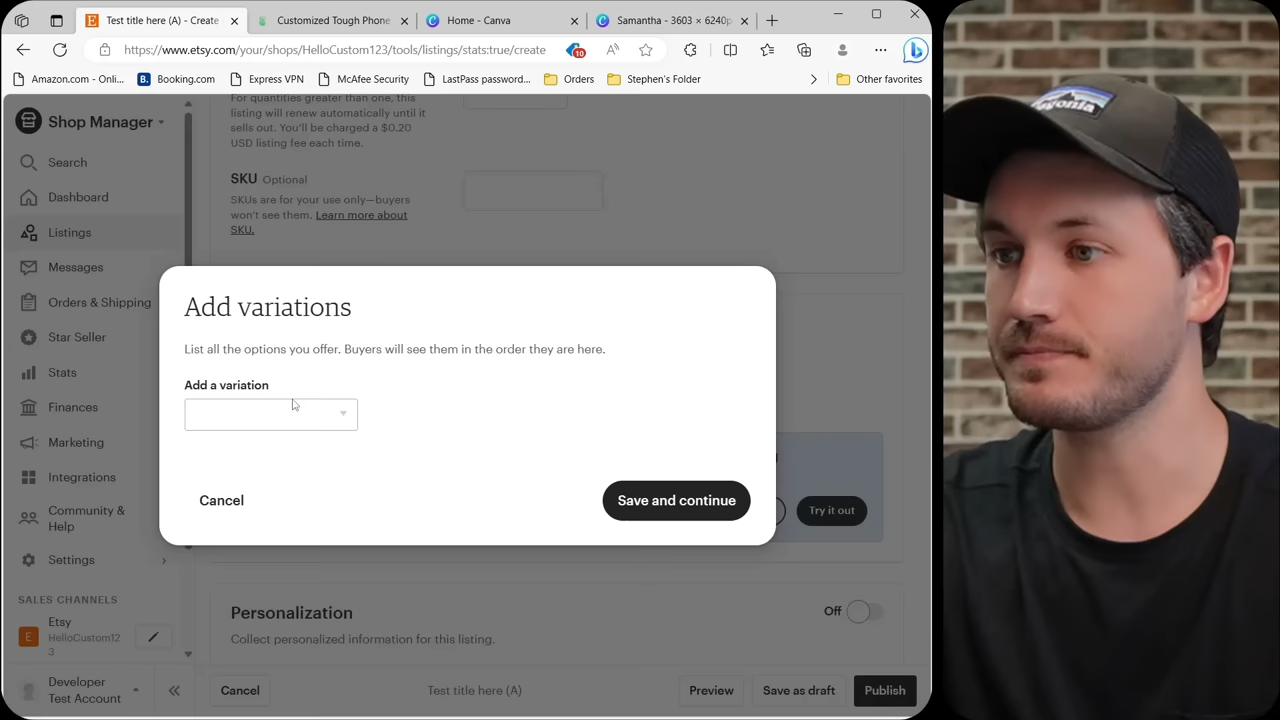 Test title here (A) - Create
Customized Tough Phone
Home - Canva
Samantha - 3603 × 6240p
https://www.etsy.com/your/shops/HelloCustom123/tools/listings/stats:true/create
10
Amazon.com - Onli...
Booking.com
Express VPN
McAfee Security
LastPass password...
Orders
Stephen's Folder
Other favorites
Shop Manager
Search
Dashboard
Listings
Messages
Orders & Shipping
Star Seller
Stats
Finances
Marketing
Integrations
Community &
Help
Settings
SALES CHANNELS
Etsy
HelloCustom12
3
Developer
Test Account
For quantities greater than one, this
listing will renew automatically until it
sells out. You'll be charged a $0.20
USD listing fee each time.
SKU Optional
SKUs are for your use only—buyers
won't see them. Learn more about
SKU.
Add variations
List all the options you offer. Buyers will see them in the order they are here.
Add a variation
Cancel
Save and continue
Try it out
Personalization
Off
Collect personalized information for this listing.
Cancel
Test title here (A)
Preview
Save as draft
Publish